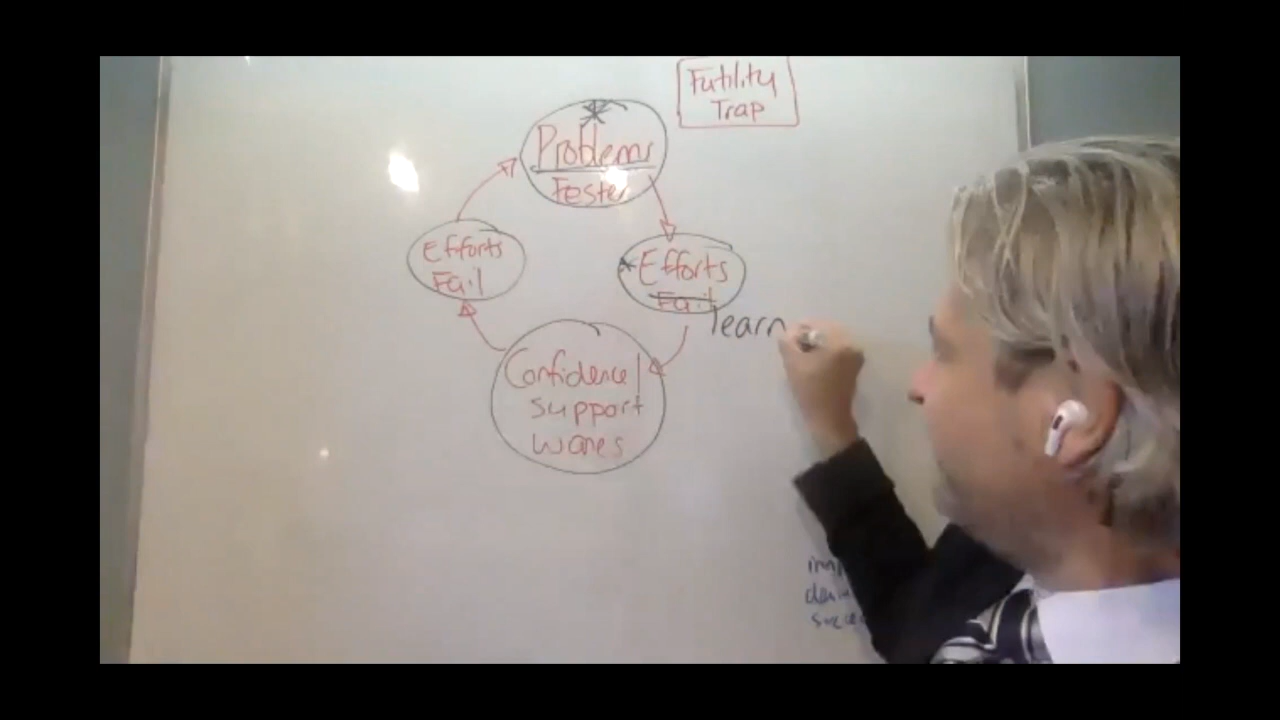 Futility
Trap
Problems
Fester
Efforts
Fail
*Efforts
Fail
learn
Confidence/
support
wanes